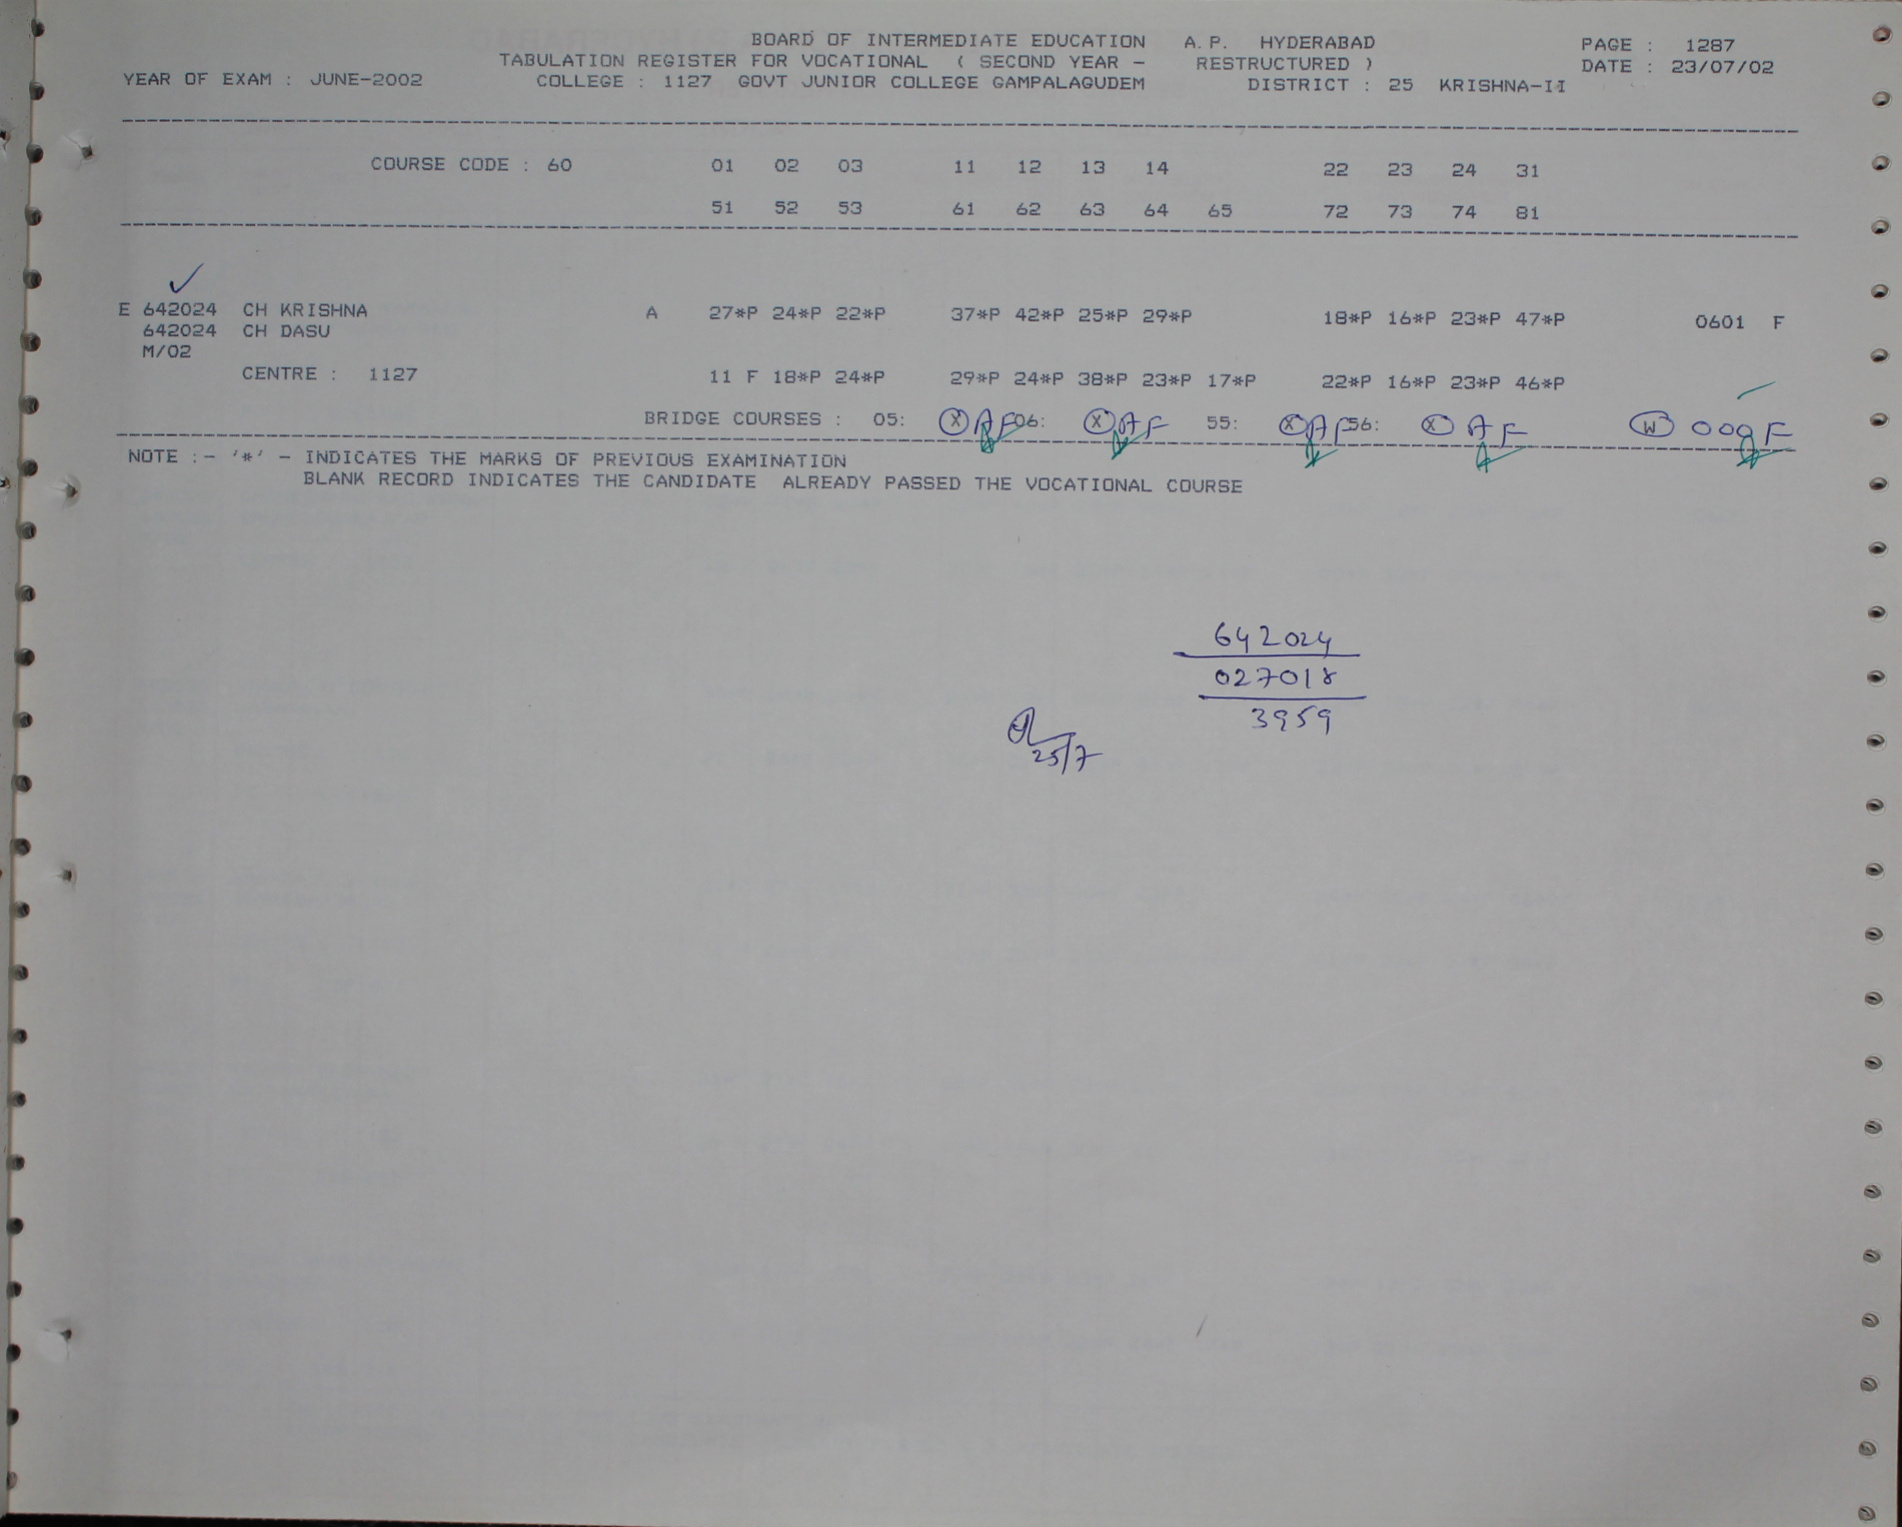 BOARD OF INTERMEDIATE EDUCATION A.P. HYDERABAD PAGE : 1287
TABULATION REGISTER FOR VOCATIONAL ( SECOND YEAR - RESTRUCTURED ) DATE : 23/07/02
YEAR OF EXAM : JUNE-2002 COLLEGE : 1127 GOVT JUNIOR COLLEGE GAMPALAGUDEM DISTRICT : 25 KRISHNA-II
COURSE CODE : 60 01 02 03 11 12 13 14 22 23 24 31
51 52 53 61 62 63 64 65 72 73 74 81
E 642024 CH KRISHNA A 27*P 24*P 22*P 37*P 42*P 25*P 29*P 18*P 16*P 23*P 47*P 0601 F
642024 CH DASU
M/02
CENTRE : 1127 11 F 18*P 24*P 29*P 24*P 38*P 23*P 17*P 22*P 16*P 23*P 46*P
BRIDGE COURSES : 05: X AF 06: X AF 55: X AF 56: X AF W 000 F
NOTE :- '*' - INDICATES THE MARKS OF PREVIOUS EXAMINATION
BLANK RECORD INDICATES THE CANDIDATE ALREADY PASSED THE VOCATIONAL COURSE
642024
027018
3959
25/7